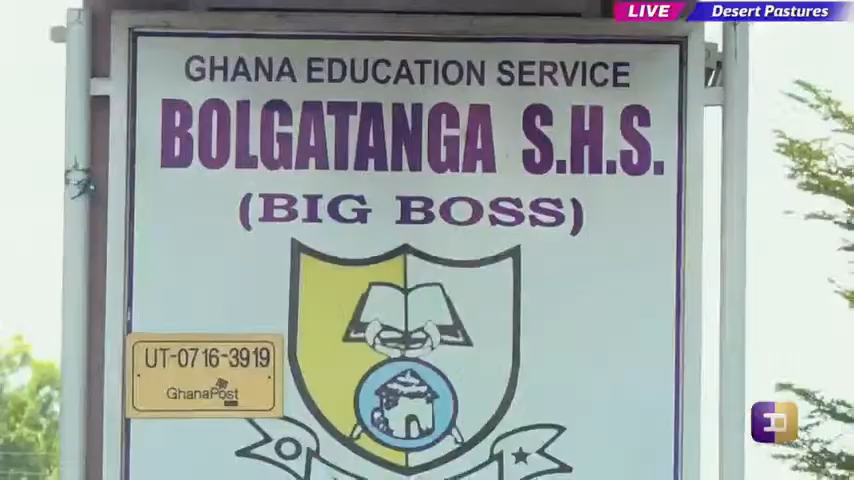 LIVE Desert Pastures
GHANA EDUCATION SERVICE
BOLGATANGA S.H.S.
(BIG BOSS)
UT-0716-3919
GhanaPost